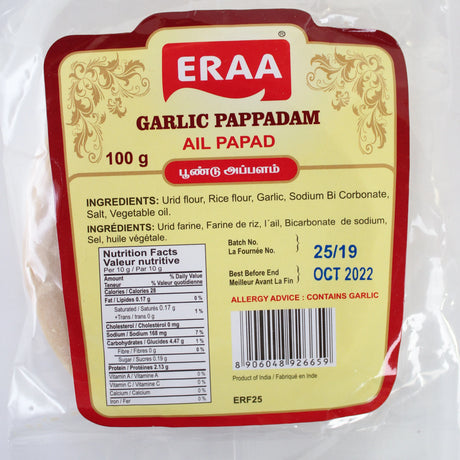 ERAA®
GARLIC PAPPADAM
AIL PAPAD
100 g
பூண்டு அப்பளம்
INGREDIENTS: Urid flour, Rice flour, Garlic, Sodium Bi Corbonate,
Salt, Vegetable oil.
INGRÉDIENTS: Urid farine, Farine de riz, l´ail, Bicarbonate de sodium,
Sel, huile végétale.
Nutrition Facts
Valeur nutritive
Per 10 g / Par 10 g
Amount % Daily Value
Teneur % Valeur quotidienne
Calories / Calories 28
Fat / Lipides 0.17 g 0 %
Saturated / Saturés 0.17 g 1 %
+Trans / trans 0 g
Cholesterol / Cholestérol 0 mg
Sodium / Sodium 168 mg 7 %
Carbohydrates / Glucides 4.47 g 1 %
Fibre / Fibres 0 g 0 %
Sugar / Sucres 0.19 g
Protein / Protéines 2.13 g
Vitamin A / Vitamine A 0 %
Vitamin C / Vitamine C 0 %
Calcium / Calcium 0 %
Iron / Fer 0 %
Batch No.
La Fournée No. 25/19
Best Before End
Meilleur Avant La Fin OCT 2022
ALLERGY ADVICE : CONTAINS GARLIC
8 906048 926659
Product of India / Fabriqué en Inde
ERF25